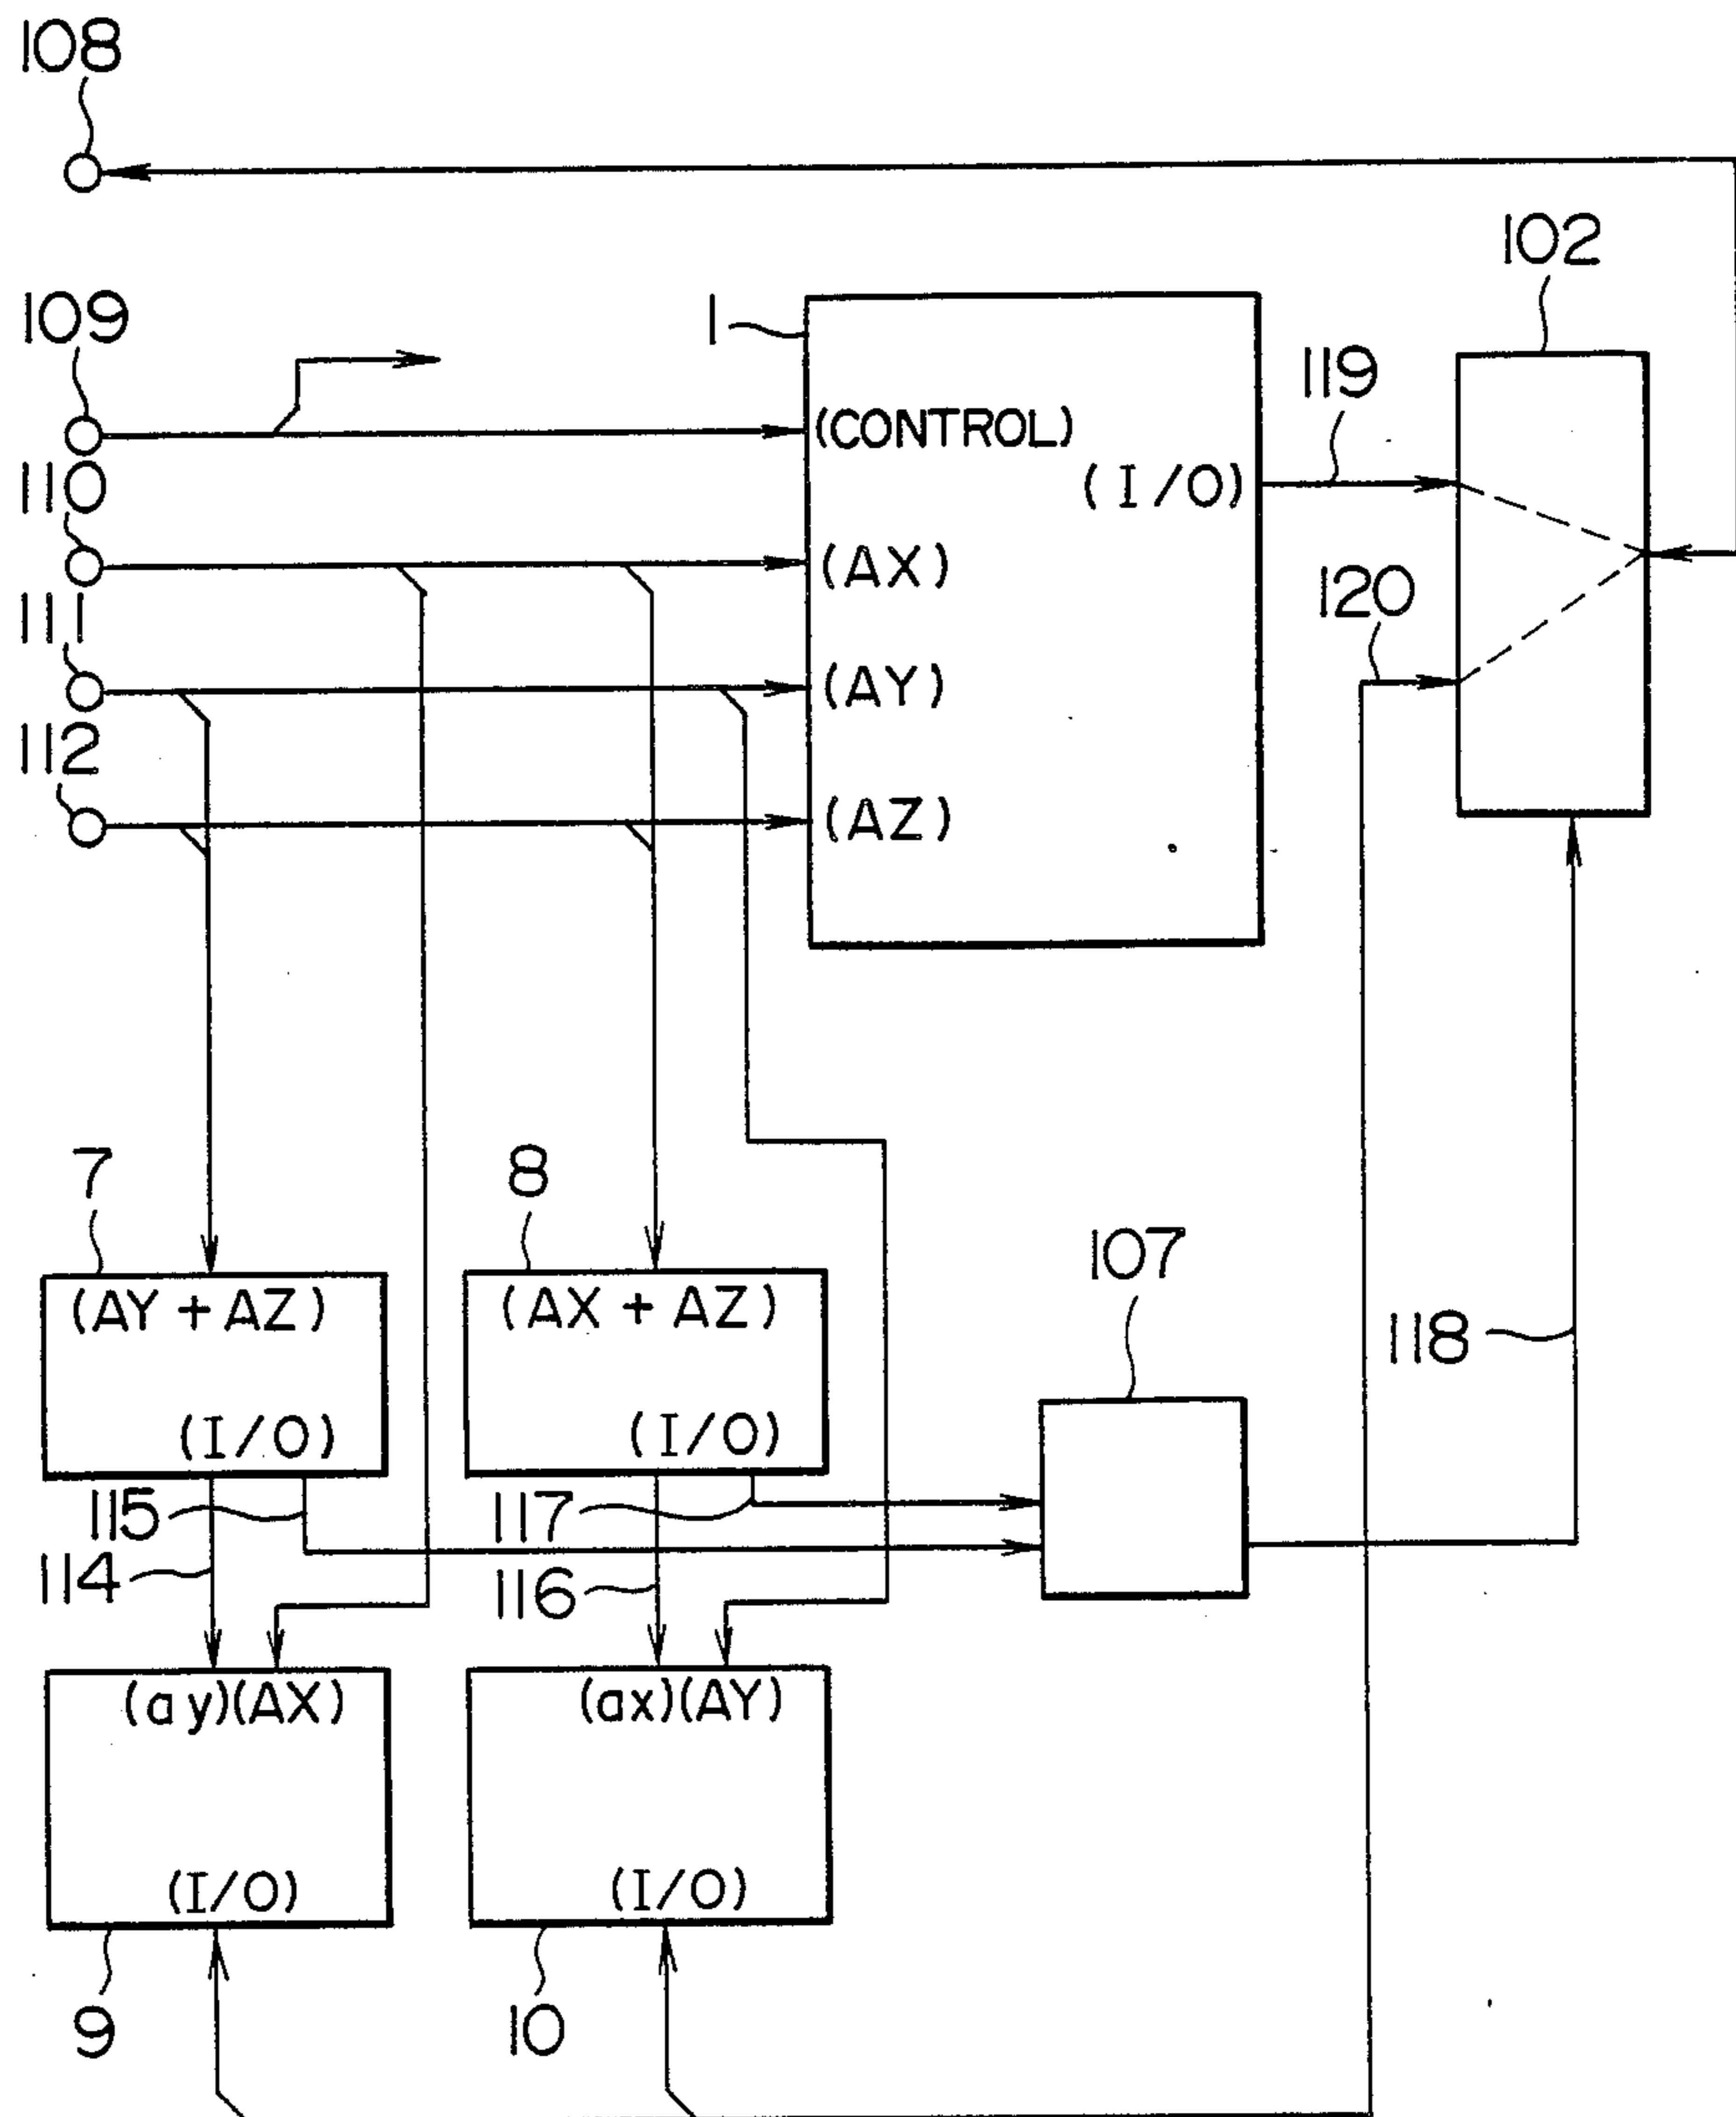 108
102
109
1
119
(CONTROL)
110
(I/O)
(AX)
120
111
(AY)
112
(AZ)
7
8
107
(AY + AZ)
(AX + AZ)
118
(I/O)
(I/O)
115
117
114
116
(ay)(AX)
(ax)(AY)
(I/O)
(I/O)
9
10